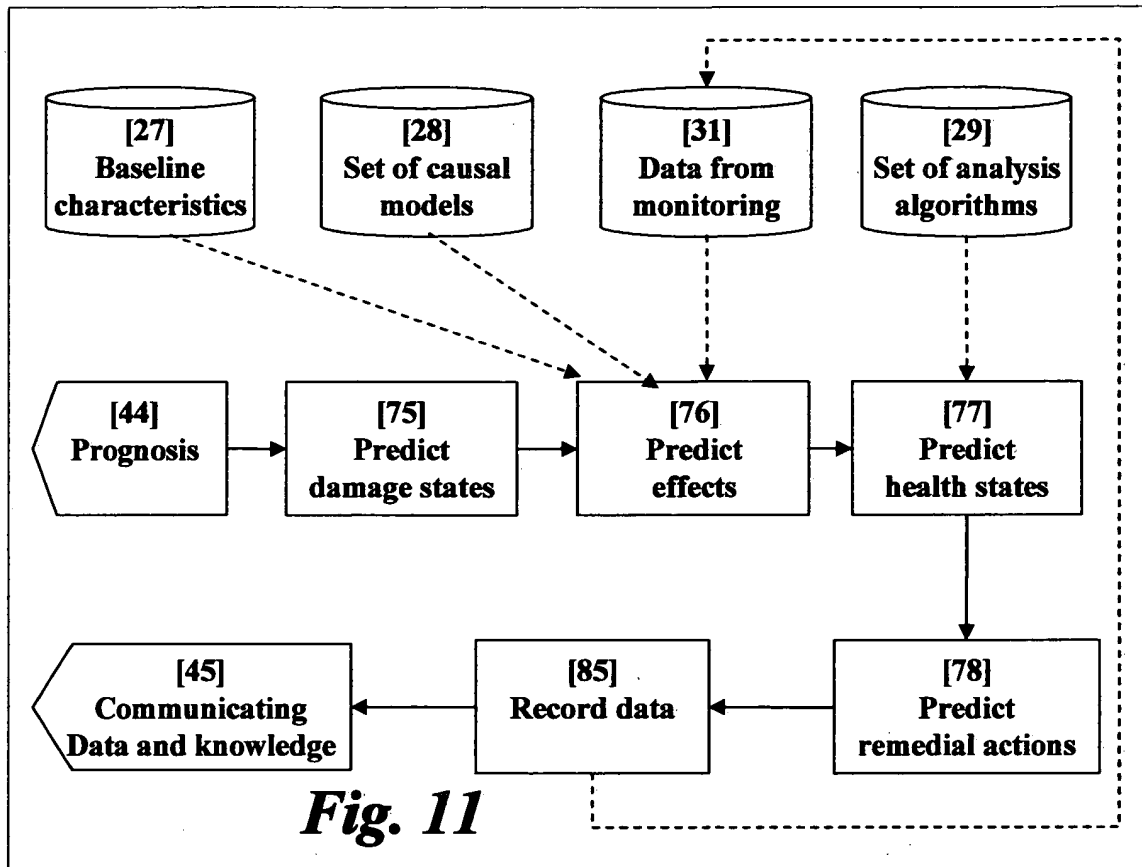 [27]
Baseline
characteristics
[28]
Set of causal
models
[31]
Data from
monitoring
[29]
Set of analysis
algorithms
[44]
Prognosis
[75]
Predict
damage states
[76]
Predict
effects
[77]
Predict
health states
[45]
Communicating
Data and knowledge
[85]
Record data
[78]
Predict
remedial actions
Fig. 11